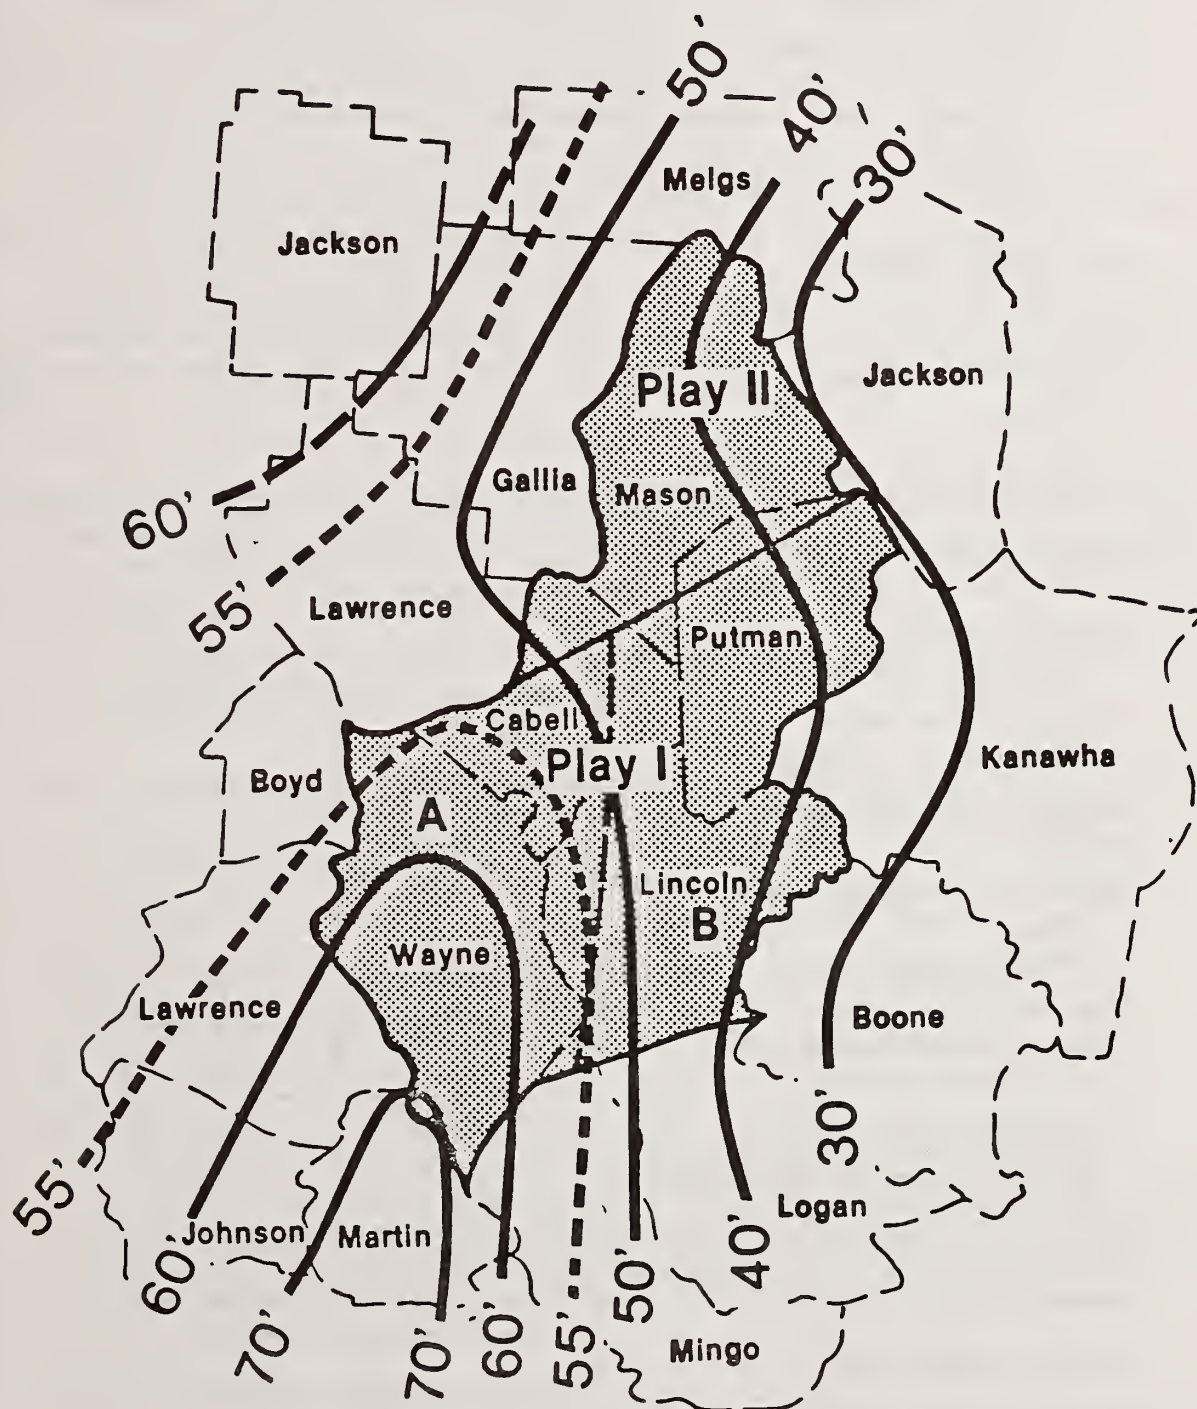 50'
40'
30'
Meigs
Jackson
Jackson
Play II
Gallia
Mason
60'
55'
Lawrence
Putman
Cabell
Play I
Kanawha
Boyd
A
Lincoln
B
Wayne
Lawrence
Boone
30'
55'
60'
Johnson
Martin
Logan
40'
50'
70'
70'
60'
55'
Mingo